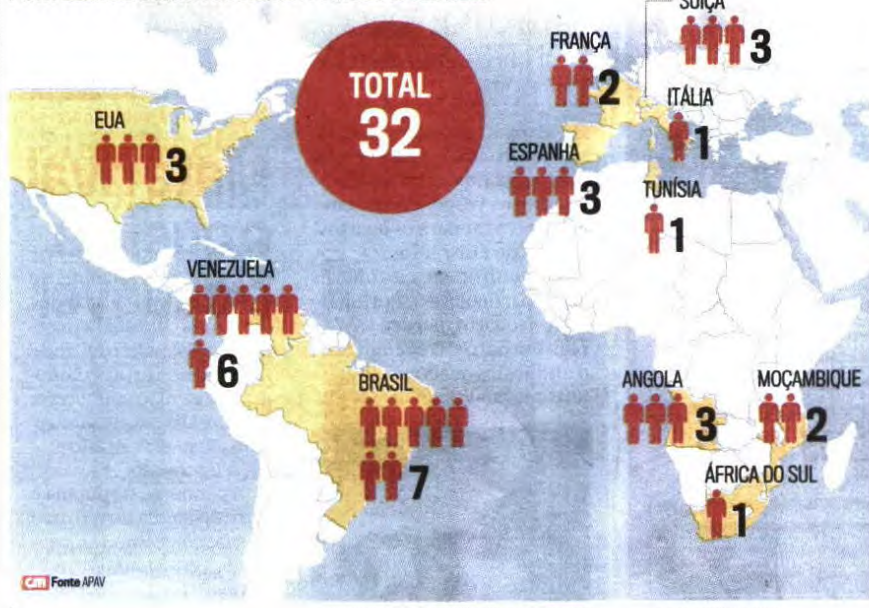 SUÍÇA
3
FRANÇA
2
TOTAL
32
ITÁLIA
1
EUA
3
ESPANHA
3
TUNÍSIA
1
VENEZUELA
6
BRASIL
7
ANGOLA
3
MOÇAMBIQUE
2
ÁFRICA DO SUL
1
cm Fonte APAV